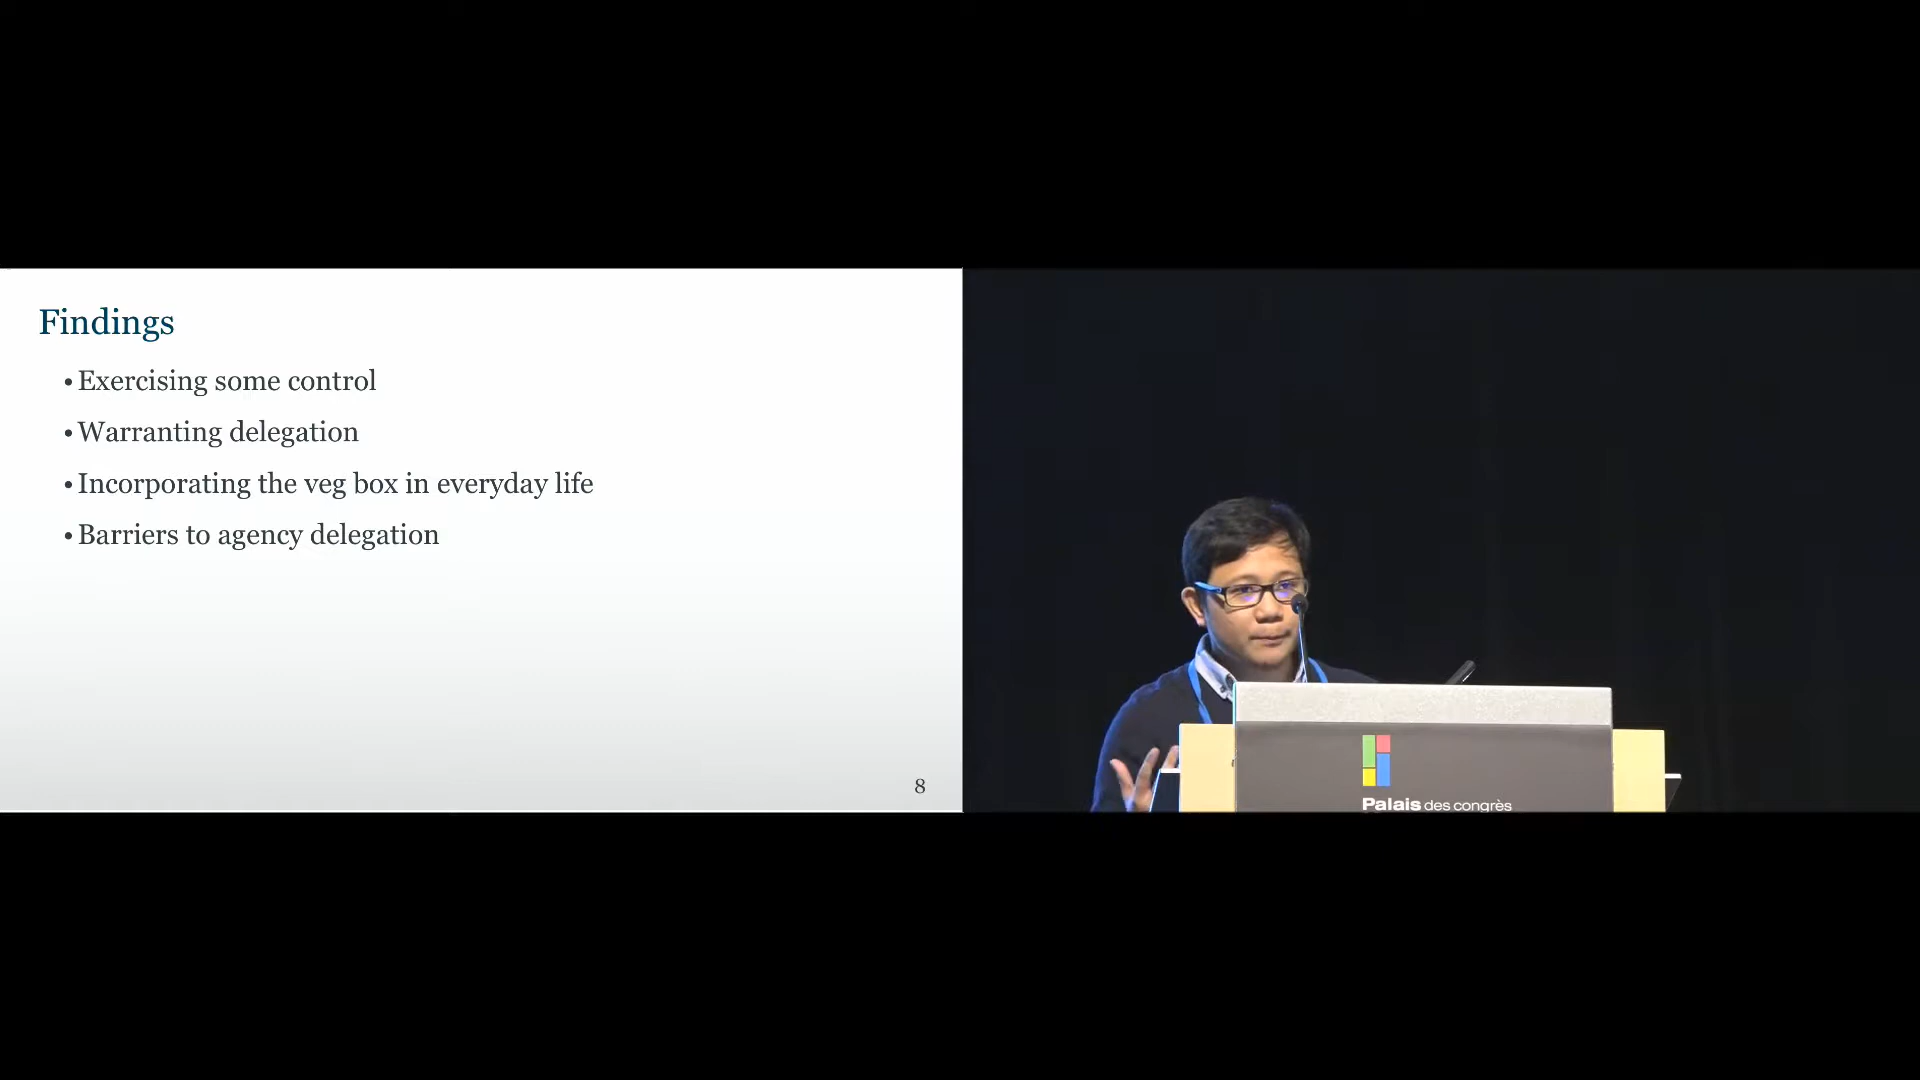 Findings
• Exercising some control
• Warranting delegation
• Incorporating the veg box in everyday life
• Barriers to agency delegation
8
Palais des congrès